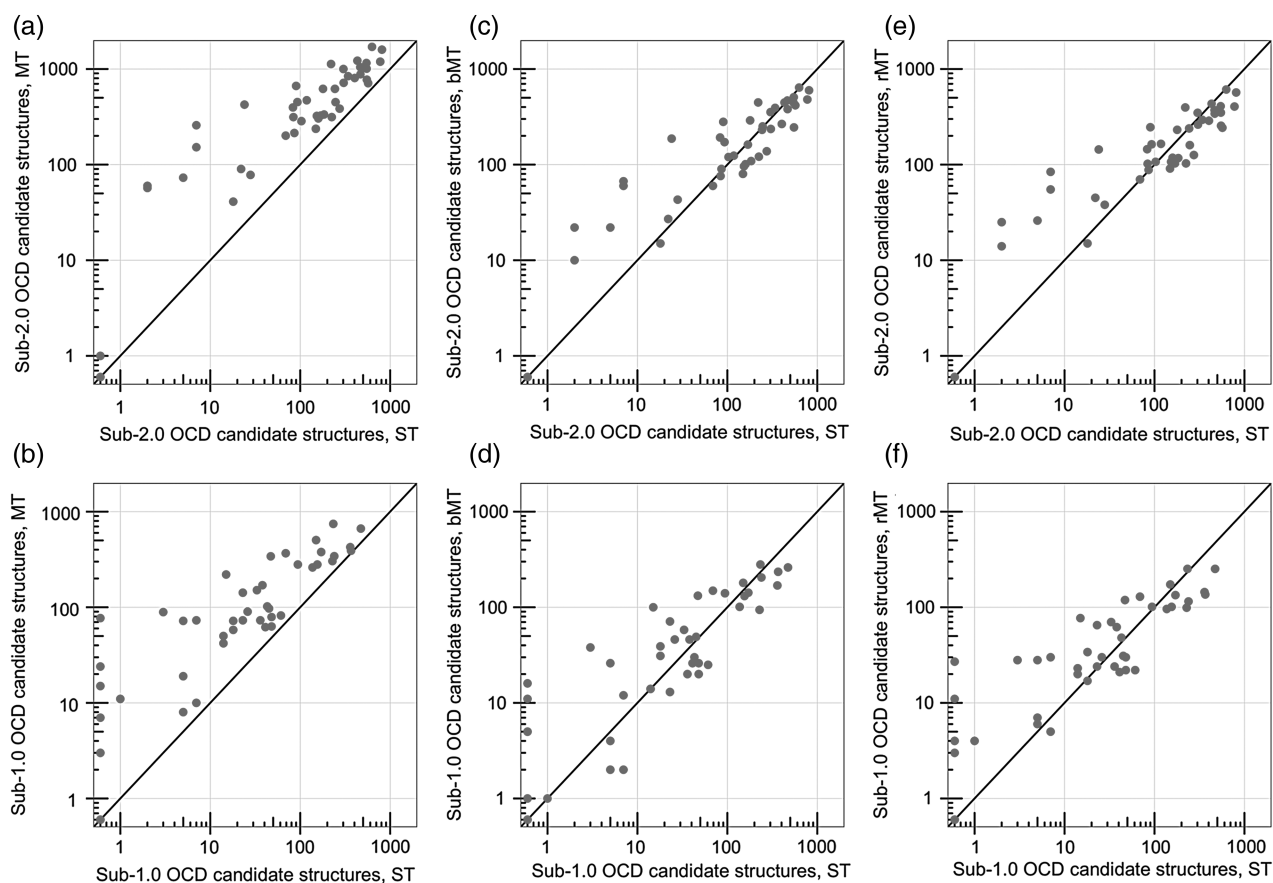 (a)
Sub-2.0 OCD candidate structures, MT
1000
100
10
1
1 10 100 1000
Sub-2.0 OCD candidate structures, ST
(c)
Sub-2.0 OCD candidate structures, bMT
1000
100
10
1
1 10 100 1000
Sub-2.0 OCD candidate structures, ST
(e)
Sub-2.0 OCD candidate structures, rMT
1000
100
10
1
1 10 100 1000
Sub-2.0 OCD candidate structures, ST
(b)
Sub-1.0 OCD candidate structures, MT
1000
100
10
1
1 10 100 1000
Sub-1.0 OCD candidate structures, ST
(d)
Sub-1.0 OCD candidate structures, bMT
1000
100
10
1
1 10 100 1000
Sub-1.0 OCD candidate structures, ST
(f)
Sub-1.0 OCD candidate structures, rMT
1000
100
10
1
1 10 100 1000
Sub-1.0 OCD candidate structures, ST